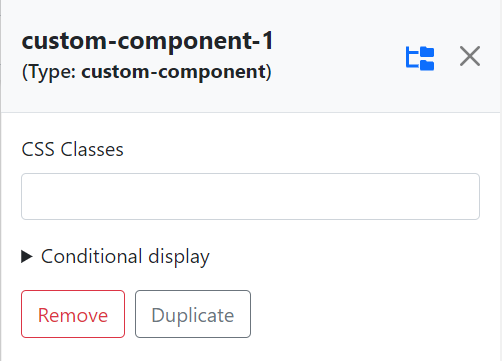 custom-component-1
(Type: custom-component)
CSS Classes
Conditional display
Remove
Duplicate